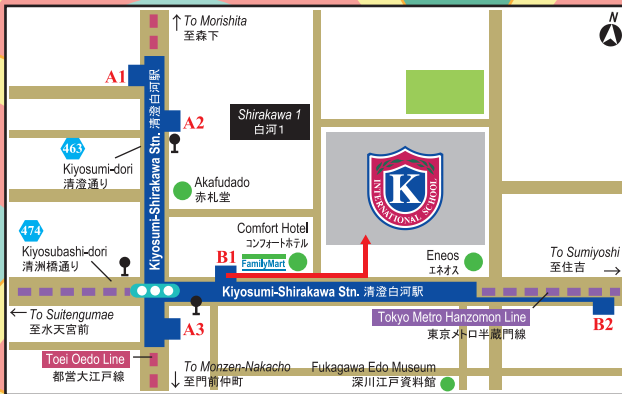 To Morishita
至森下
N
A1
Kiyosumi-Shirakawa Stn. 清澄白河駅
A2
Shirakawa 1
白河1
463
Kiyosumi-dori
清澄通り
K
INTERNATIONAL SCHOOL
Akafudado
赤札堂
474
Kiyosubashi-dori
清洲橋通り
Comfort Hotel
コンフォートホテル
B1
FamilyMart
Eneos
エネオス
To Sumiyoshi
至住吉
Kiyosumi-Shirakawa Stn. 清澄白河駅
To Suitengumae
至水天宮前
A3
Tokyo Metro Hanzomon Line
東京メトロ半蔵門線
B2
Toei Oedo Line
都営大江戸線
To Monzen-Nakacho
至門前仲町
Fukagawa Edo Museum
深川江戸資料館